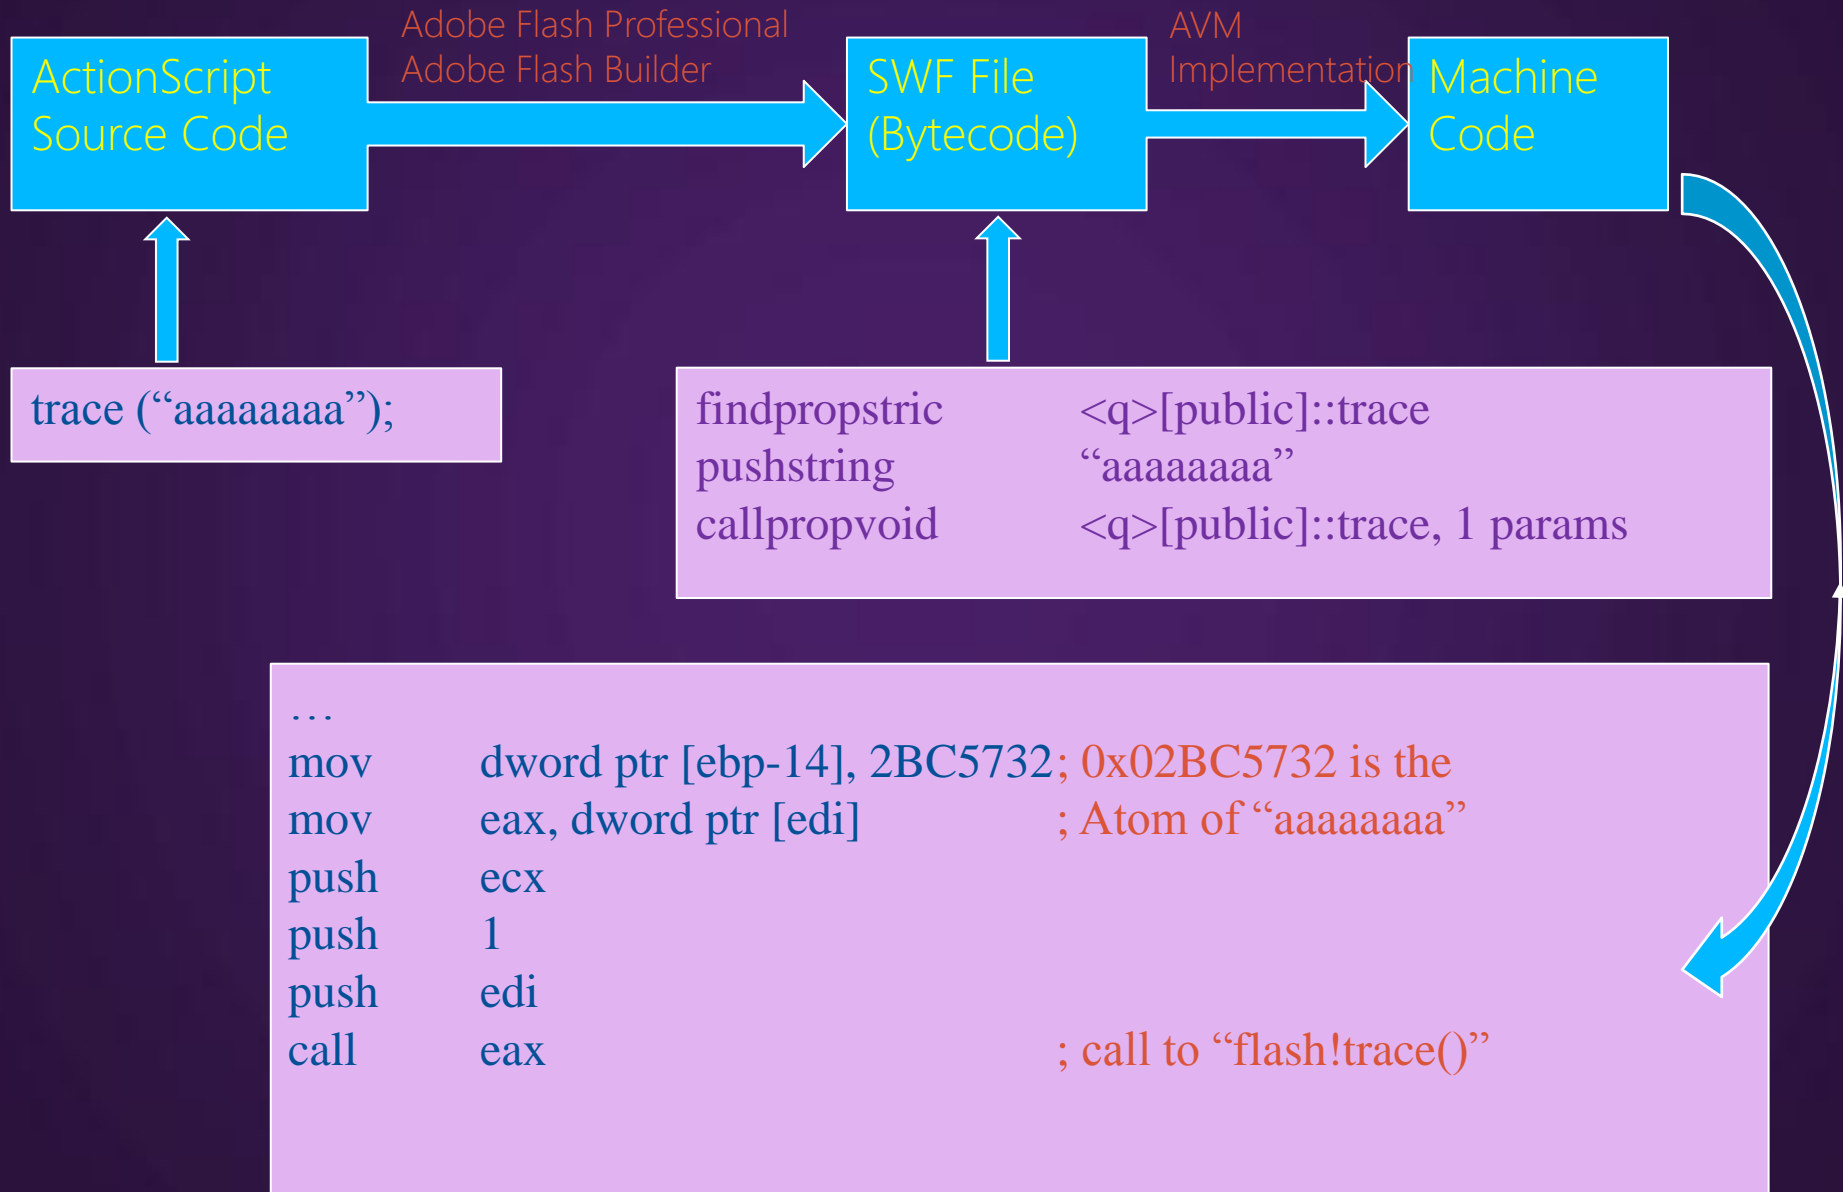 Adobe Flash Professional
Adobe Flash Builder
AVM
Implementation
ActionScript
Source Code
SWF File
(Bytecode)
Machine
Code
trace (“aaaaaaaa”);
findpropstric <q>[public]::trace
pushstring “aaaaaaaa”
callpropvoid <q>[public]::trace, 1 params
…
mov dword ptr [ebp-14], 2BC5732; 0x02BC5732 is the
mov eax, dword ptr [edi] ; Atom of “aaaaaaaa”
push ecx
push 1
push edi
call eax ; call to “flash!trace()”